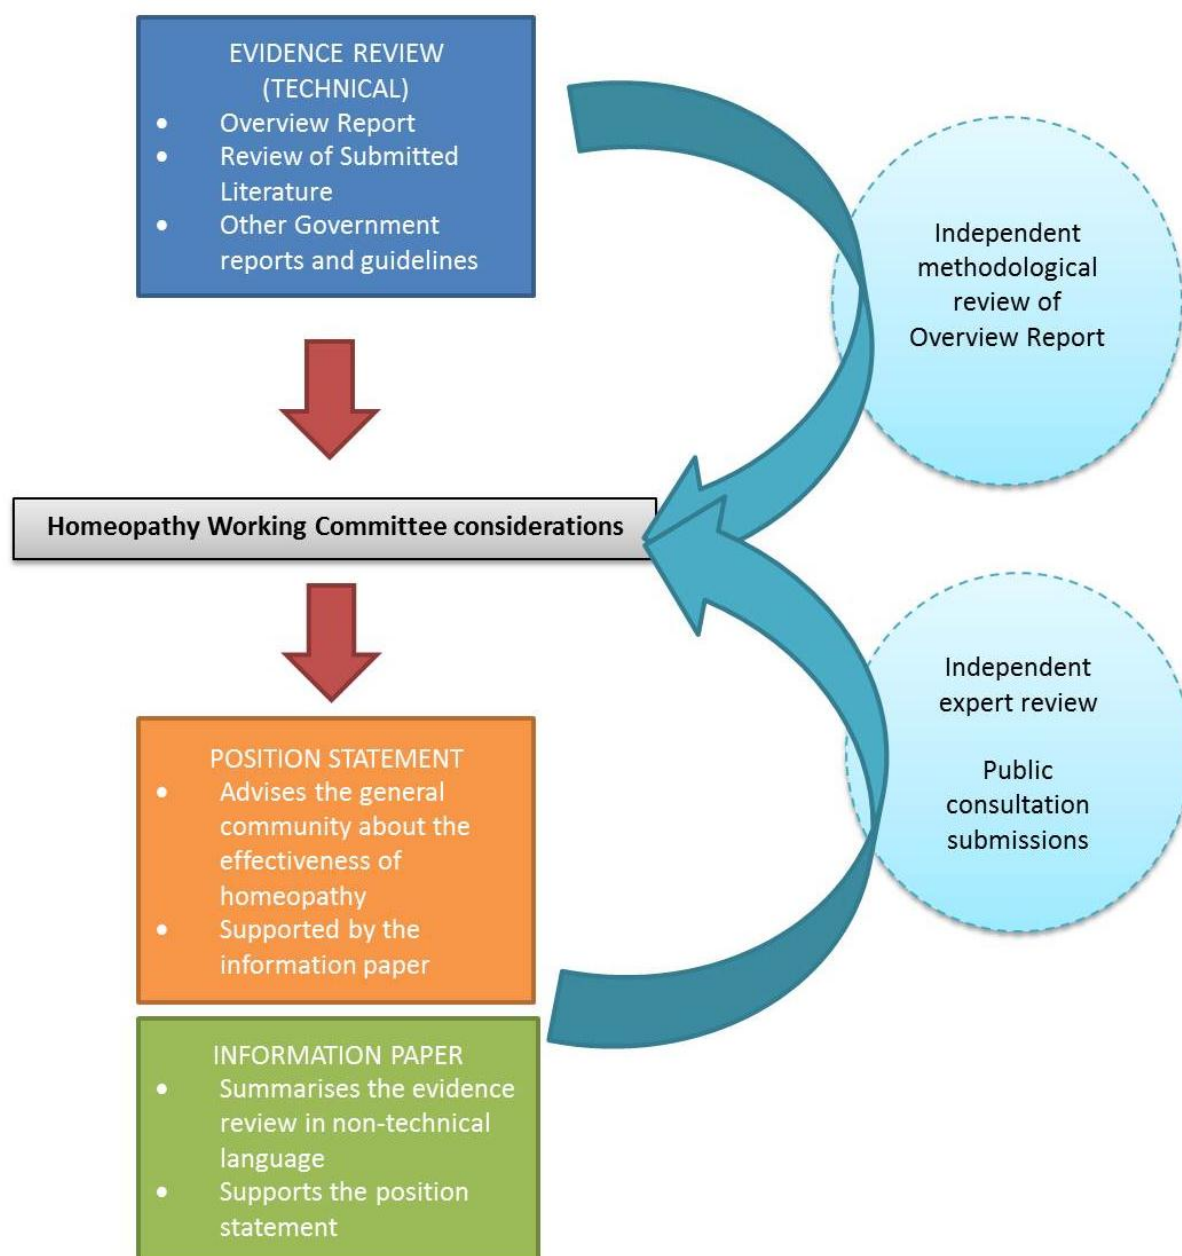 EVIDENCE REVIEW
(TECHNICAL)
• Overview Report
• Review of Submitted
Literature
• Other Government
reports and guidelines
Independent
methodological
review of
Overview Report
Homeopathy Working Committee considerations
Independent
expert review
Public
consultation
submissions
POSITION STATEMENT
• Advises the general
community about the
effectiveness of
homeopathy
• Supported by the
information paper
INFORMATION PAPER
• Summarises the evidence
review in non-technical
language
• Supports the position
statement